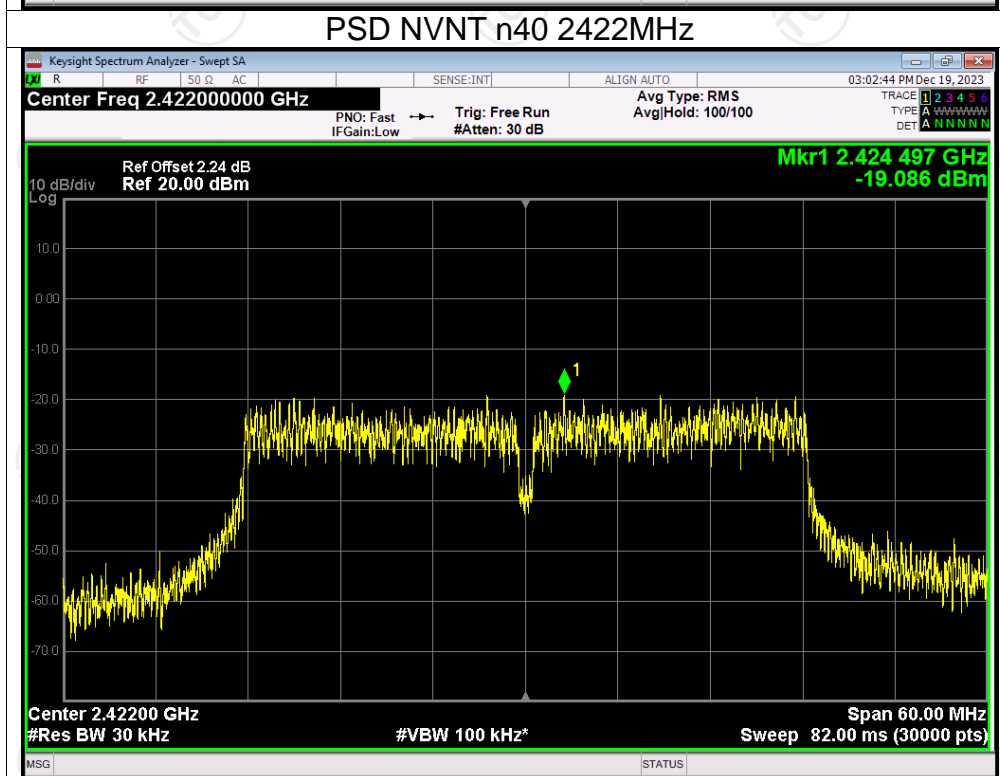 PSD NVNT n40 2422MHz
Keysight Spectrum Analyzer - Swept SA
LXI R RF 50 Ω AC SENSE:INT ALIGN AUTO 03:02:44 PM Dec 19, 2023
Center Freq 2.422000000 GHz Avg Type: RMS TRACE 1 2 3 4 5 6
PNO: Fast Trig: Free Run Avg|Hold: 100/100 TYPE A WWWWW
IFGain:Low #Atten: 30 dB DET A N N N N N
Mkr1 2.424 497 GHz
Ref Offset 2.24 dB
10 dB/div Ref 20.00 dBm -19.086 dBm
Log
10.0
0.00
-10.0
1
-20.0
-30.0
-40.0
-50.0
-60.0
-70.0
Center 2.42200 GHz Span 60.00 MHz
#Res BW 30 kHz #VBW 100 kHz* Sweep 82.00 ms (30000 pts)
MSG STATUS